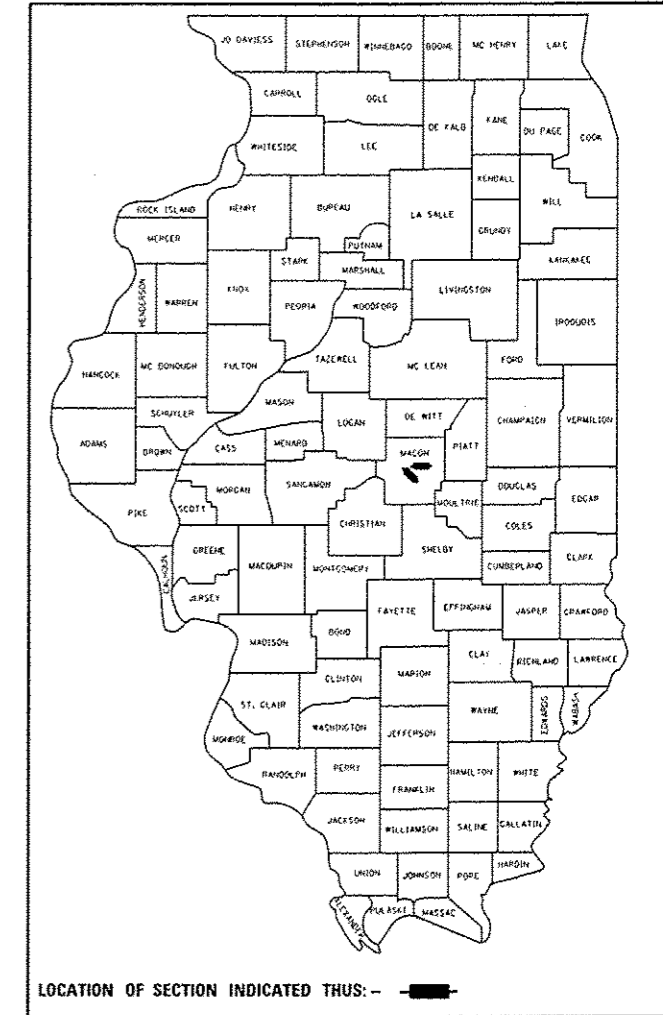 JO DAVIESS STEPHENSON WINNEBAGO BOONE MC HENRY LAKE
CARROLL OGLE DE KALB KANE DU PAGE COOK
WHITESIDE LEE
KENDALL WILL
ROCK ISLAND HENRY BUREAU LA SALLE GRUNDY
MERCER PUTNAM KANKAKEE
STARK MARSHALL
HENDERSON WARREN KNOX PEORIA WOODFORD LIVINGSTON IROQUOIS
HANCOCK MC DONOUGH FULTON TAZEWELL MC LEAN FORD
MASON
SCHUYLER LOGAN DE WITT CHAMPAIGN VERMILION
ADAMS BROWN CASS MENARD MACON PIATT
MORGAN SANGAMON DOUGLAS EDGAR
PIKE SCOTT CHRISTIAN MOULTRIE COLES
GREENE MACOUPIN MONTGOMERY SHELBY CUMBERLAND CLARK
CALHOUN JERSEY FAYETTE EFFINGHAM JASPER CRAWFORD
MADISON BOND CLAY RICHLAND LAWRENCE
CLINTON MARION
ST. CLAIR WAYNE EDWARDS WABASH
WASHINGTON JEFFERSON
MONROE
RANDOLPH PERRY HAMILTON WHITE
FRANKLIN
JACKSON WILLIAMSON SALINE GALLATIN
UNION JOHNSON POPE HARDIN
ALEXANDER PULASKI MASSAC
LOCATION OF SECTION INDICATED THUS: -